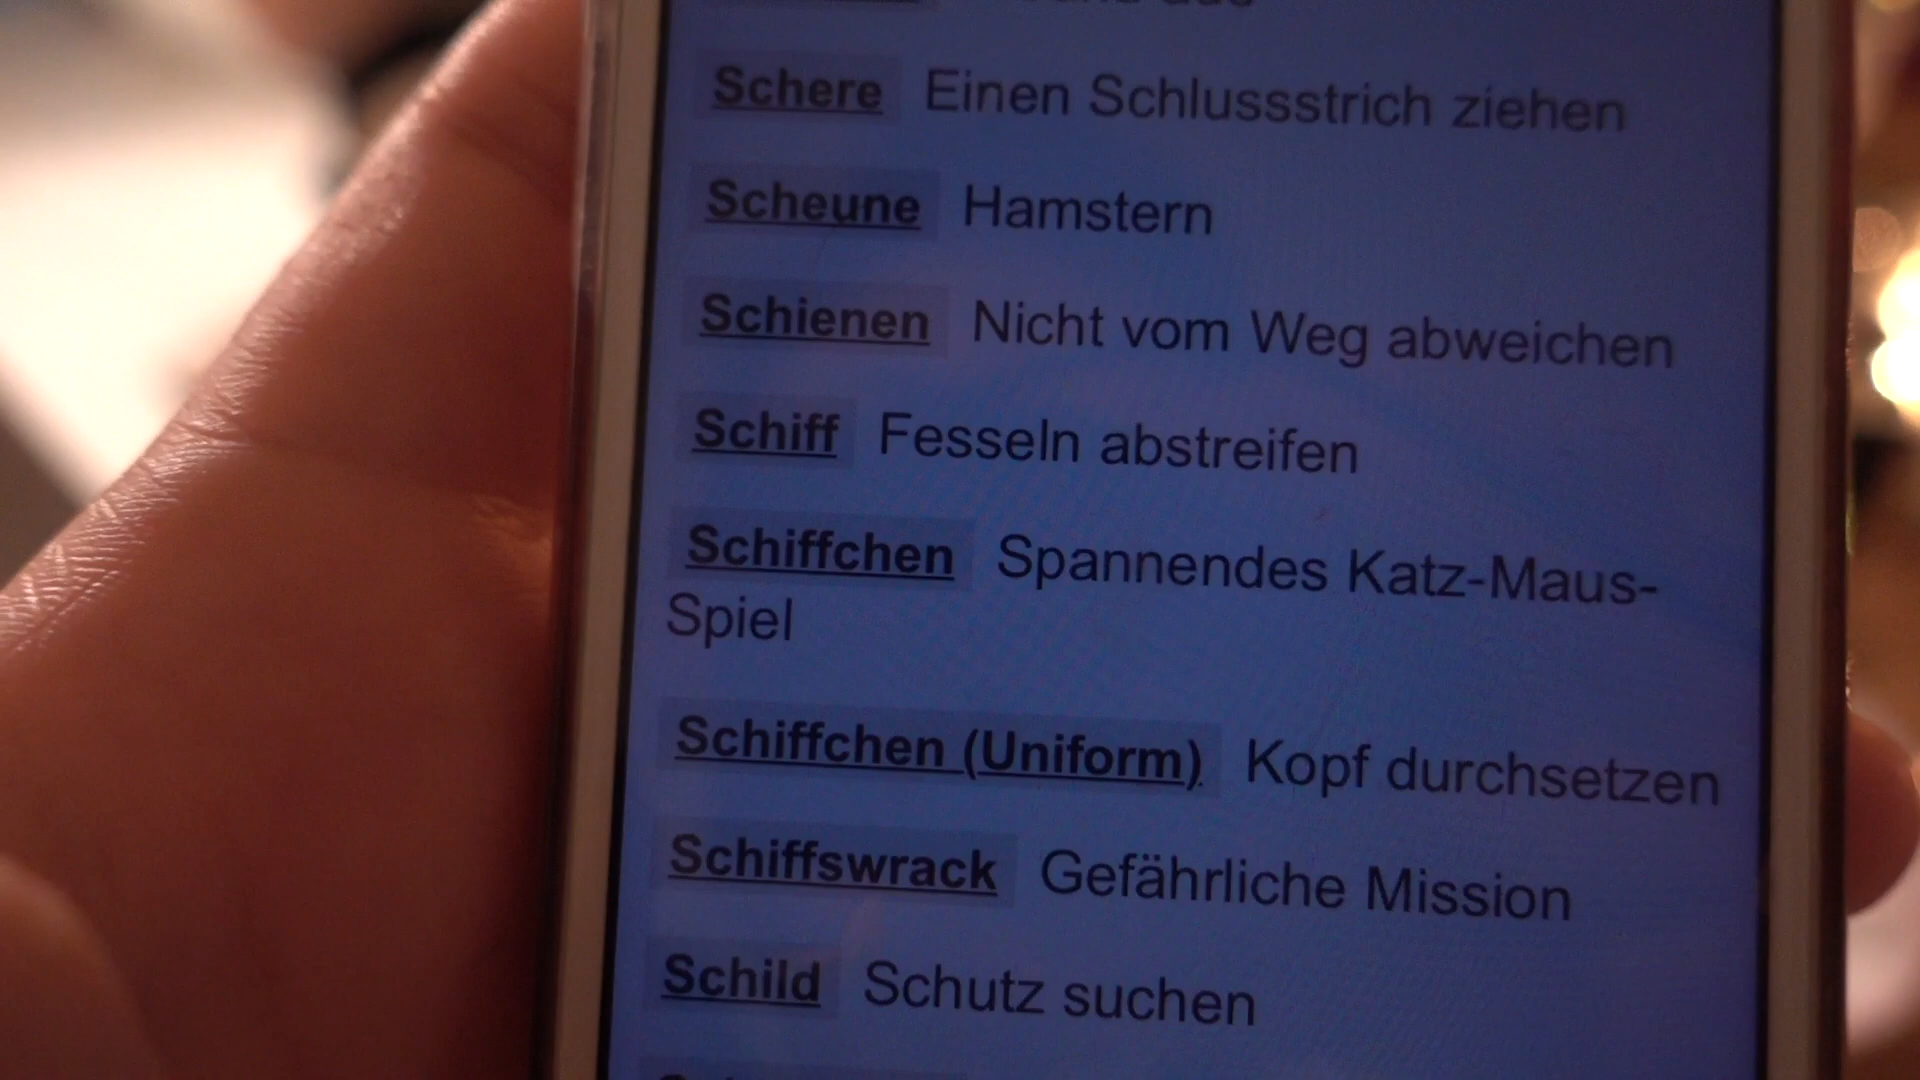 Schere Einen Schlussstrich ziehen
Scheune Hamstern
Schienen Nicht vom Weg abweichen
Schiff Fesseln abstreifen
Schiffchen Spannendes Katz-Maus-
Spiel
Schiffchen (Uniform) Kopf durchsetzen
Schiffswrack Gefährliche Mission
Schild Schutz suchen